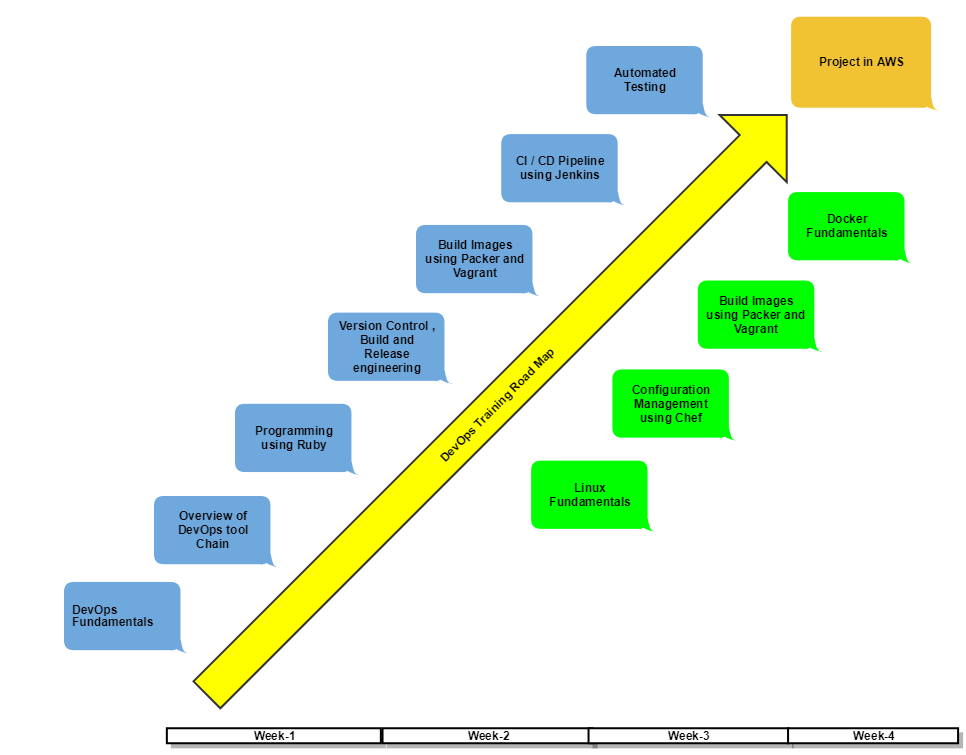 Project in AWS
Automated
Testing
CI / CD Pipeline
using Jenkins
Docker
Fundamentals
Build Images
using Packer and
Vagrant
Build Images
using Packer and
Vagrant
Version Control ,
Build and
Release
engineering
DevOps Training Road Map
Configuration
Management
using Chef
Programming
using Ruby
Linux
Fundamentals
Overview of
DevOps tool
Chain
DevOps
Fundamentals
Week-1
Week-2
Week-3
Week-4